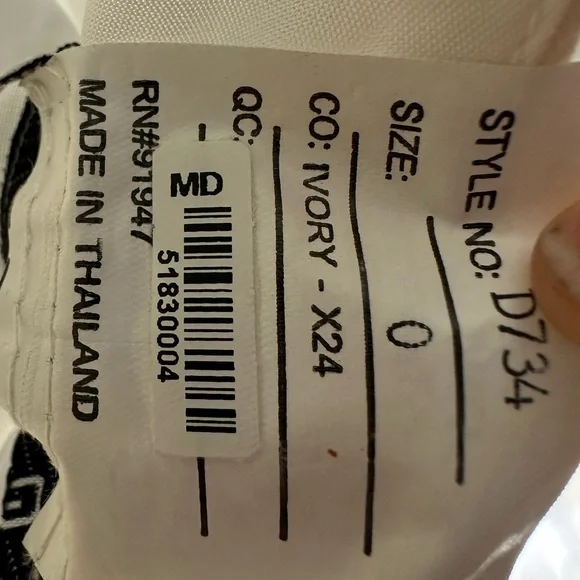 STYLE NO: D734
SIZE: 0
CO: IVORY - X24
QC:
MD
51830004
RN#91947
MADE IN THAILAND